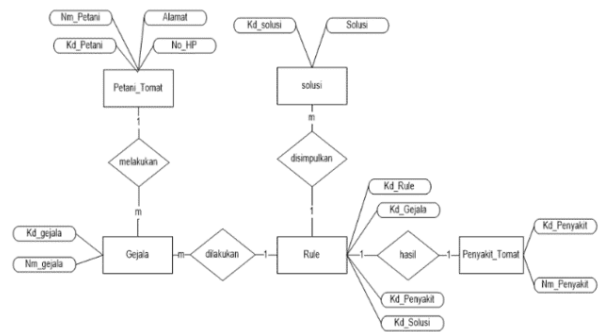 Nm_Petani
Alamat
Kd_Petani
No_HP
Petani_Tomat
1
melakukan
m
Kd_solusi
Solusi
solusi
m
disimpulkan
1
Kd_gejala
Nm_gejala
Gejala
m
dilakukan
1
Rule
Kd_Rule
Kd_Gejala
Kd_Penyakit
Kd_Solusi
1
hasil
1
Penyakit_Tomat
Kd_Penyakit
Nm_Penyakit